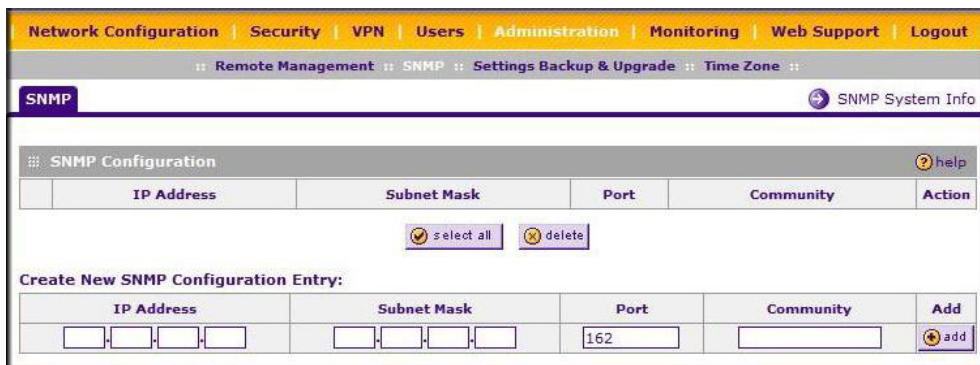 Network Configuration | Security | VPN | Users | Administration | Monitoring | Web Support | Logout
:: Remote Management :: SNMP :: Settings Backup & Upgrade :: Time Zone ::
SNMP
SNMP System Info
SNMP Configuration
help
IP Address Subnet Mask Port Community Action
select all delete
Create New SNMP Configuration Entry:
IP Address Subnet Mask Port Community Add
. . . . . . 162 add